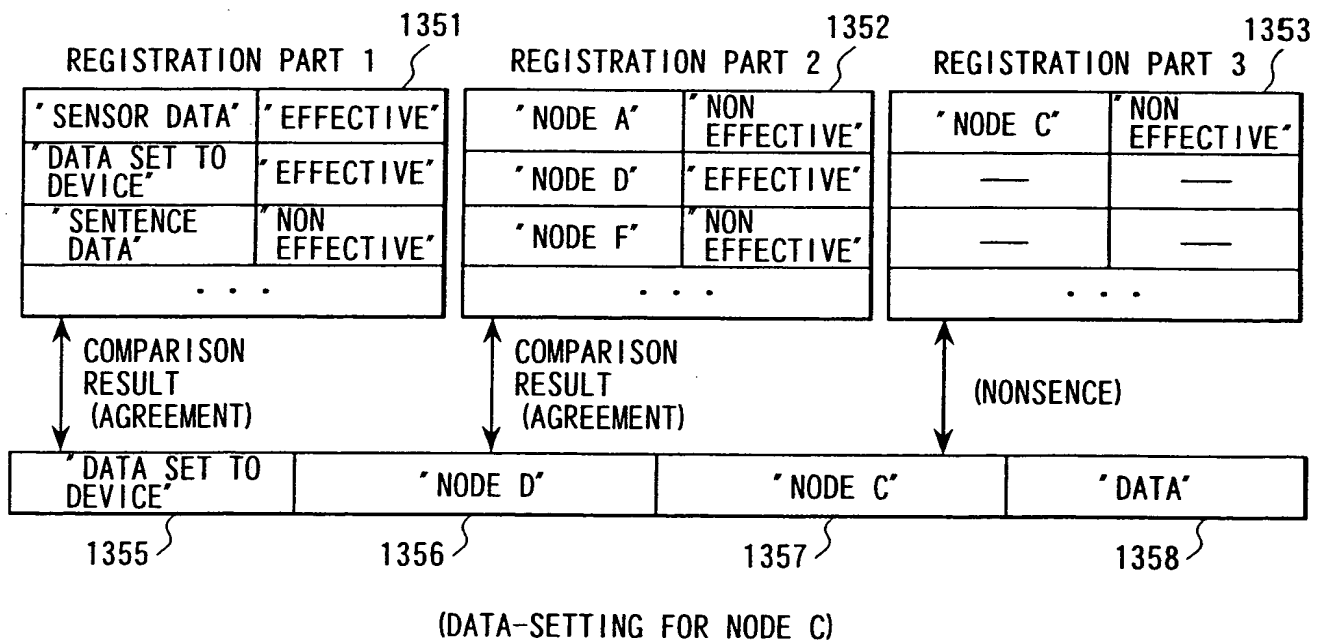 1351
1352
1353
REGISTRATION PART 1
REGISTRATION PART 2
REGISTRATION PART 3
"SENSOR DATA"
"EFFECTIVE"
"DATA SET TO
DEVICE"
"EFFECTIVE"
"SENTENCE
DATA"
"NON
EFFECTIVE"
. . .
"NODE A"
"NON
EFFECTIVE"
"NODE D"
"EFFECTIVE"
"NODE F"
"NON
EFFECTIVE"
. . .
"NODE C"
"NON
EFFECTIVE"
—
—
—
—
. . .
COMPARISON
RESULT
(AGREEMENT)
COMPARISON
RESULT
(AGREEMENT)
(NONSENCE)
"DATA SET TO
DEVICE"
"NODE D"
"NODE C"
"DATA"
1355
1356
1357
1358
(DATA-SETTING FOR NODE C)